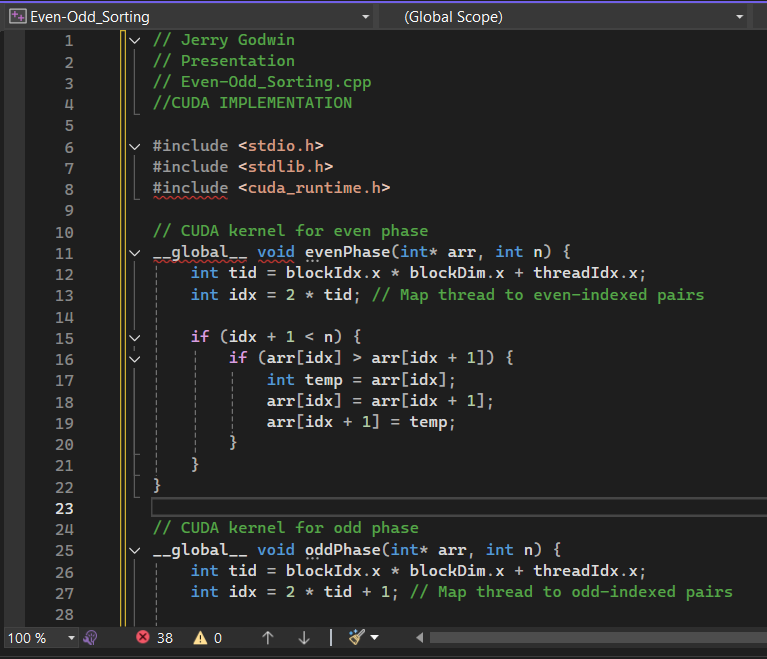 Even-Odd_Sorting (Global Scope)
1 // Jerry Godwin
2 // Presentation
3 // Even-Odd_Sorting.cpp
4 //CUDA IMPLEMENTATION
5
6 #include <stdio.h>
7 #include <stdlib.h>
8 #include <cuda_runtime.h>
9
10 // CUDA kernel for even phase
11 __global__ void evenPhase(int* arr, int n) {
12     int tid = blockIdx.x * blockDim.x + threadIdx.x;
13     int idx = 2 * tid; // Map thread to even-indexed pairs
14
15     if (idx + 1 < n) {
16         if (arr[idx] > arr[idx + 1]) {
17             int temp = arr[idx];
18             arr[idx] = arr[idx + 1];
19             arr[idx + 1] = temp;
20         }
21     }
22 }
23
24 // CUDA kernel for odd phase
25 __global__ void oddPhase(int* arr, int n) {
26     int tid = blockIdx.x * blockDim.x + threadIdx.x;
27     int idx = 2 * tid + 1; // Map thread to odd-indexed pairs
28
100 % 38 0